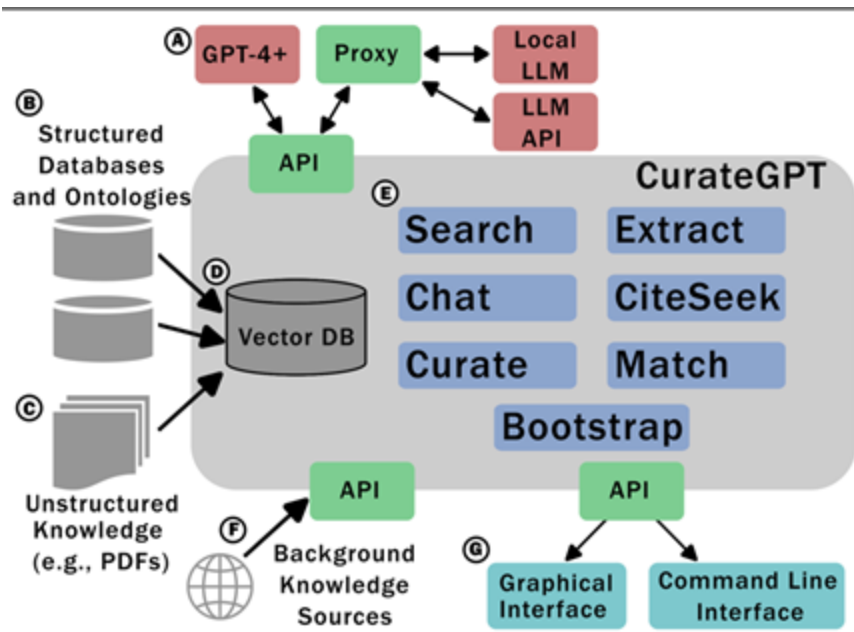 A
GPT-4+
Proxy
Local
LLM
LLM
API
B
Structured
Databases
and Ontologies
API
CurateGPT
E
Search
Extract
D
Chat
CiteSeek
Vector DB
Curate
Match
C
Bootstrap
Unstructured
Knowledge
(e.g., PDFs)
API
API
F
Background
Knowledge
Sources
G
Graphical
Interface
Command Line
Interface